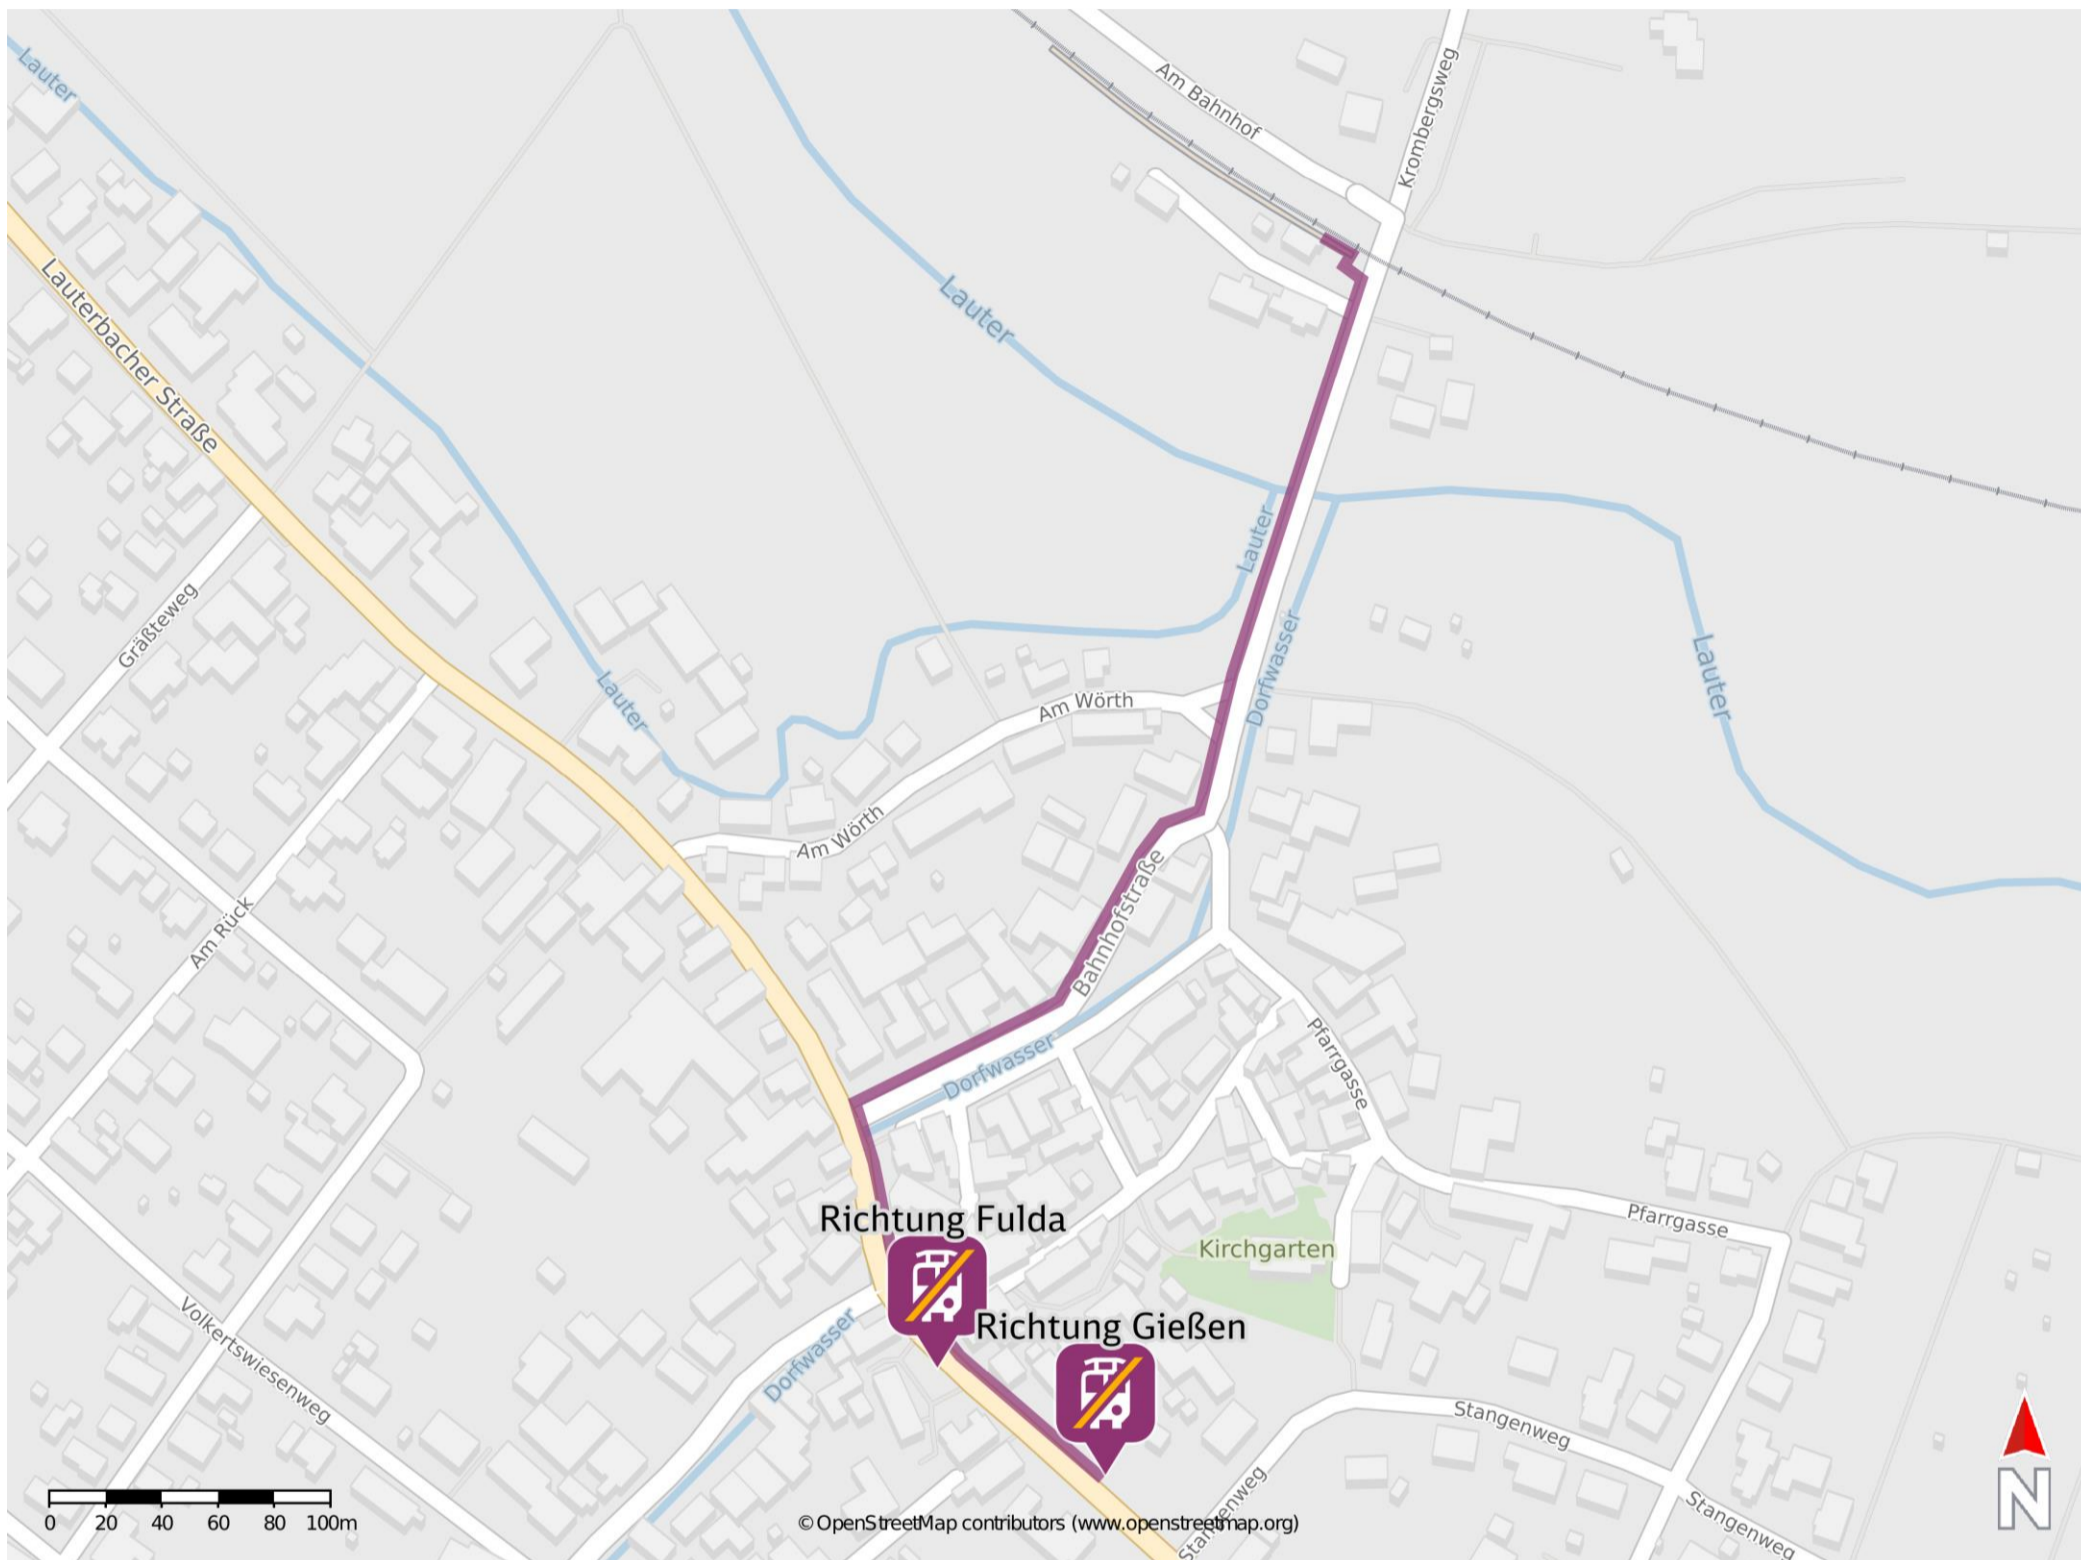 Lauter
Am Bahnhof
Krombergsweg
Lauterbacher Straße
Lauter
Lauter
Gräßteweg
Dorfwasser
Lauter
Lauter
Am Wörth
Am Wörth
Bahnhofstraße
Am Rück
Dorfwasser
Pfarrgasse
Richtung Fulda
Pfarrgasse
Kirchgarten
Richtung Gießen
Volkertswiesenweg
Dorfwasser
Stangenweg
Stangenweg
Stangenweg
N
0 20 40 60 80 100m
© OpenStreetMap contributors (www.openstreetmap.org)